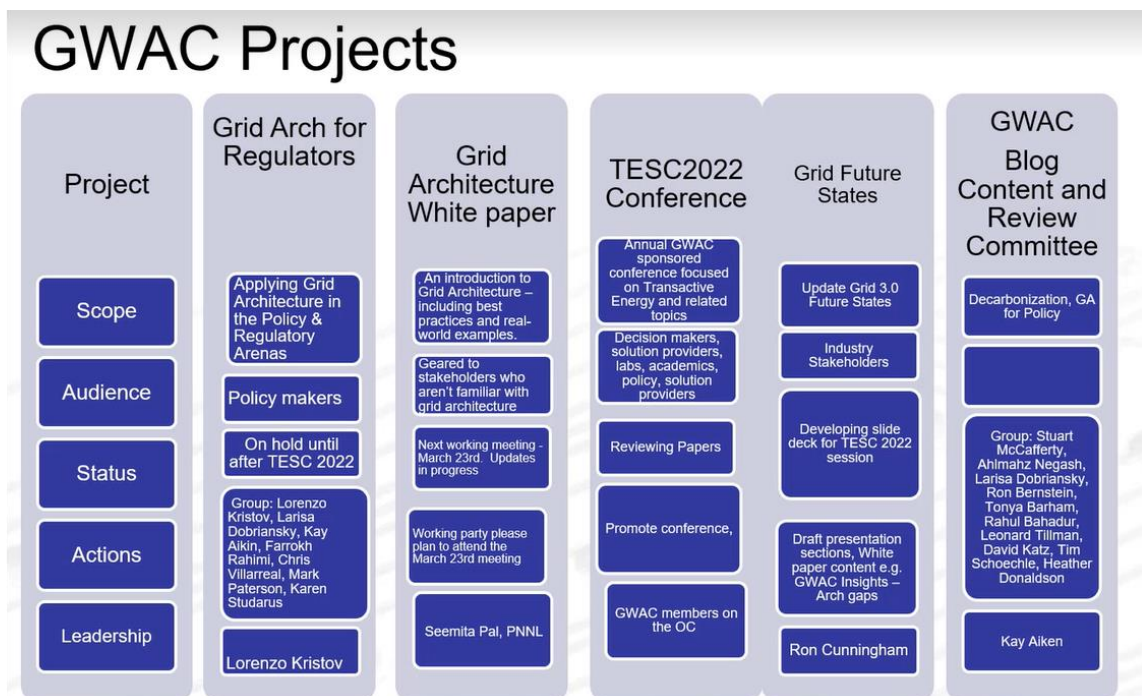 GWAC Projects
Project
Scope
Audience
Status
Actions
Leadership
Grid Arch for
Regulators
Applying Grid
Architecture in
the Policy &
Regulatory
Arenas
Policy makers
On hold until
after TESC 2022
Group: Lorenzo
Kristov, Larisa
Dobriansky, Kay
Aikin, Farrokh
Rahimi, Chris
Villarreal, Mark
Paterson, Karen
Studarus
Lorenzo Kristov
Grid
Architecture
White paper
. An introduction to
Grid Architecture –
including best
practices and real-
world examples.
Geared to
stakeholders who
aren't familiar with
grid architecture
Next working meeting -
March 23rd. Updates
in progress
Working party please
plan to attend the
March 23rd meeting
Seemita Pal, PNNL
TESC2022
Conference
Annual GWAC
sponsored
conference focused
on Transactive
Energy and related
topics
Decision makers,
solution providers,
labs, academics,
policy, solution
providers
Reviewing Papers
Promote conference,
GWAC members on
the OC
Grid Future
States
Update Grid 3.0
Future States
Industry
Stakeholders
Developing slide
deck for TESC 2022
session
Draft presentation
sections, White
paper content e.g.
GWAC Insights –
Arch gaps
Ron Cunningham
GWAC
Blog
Content and
Review
Committee
Decarbonization, GA
for Policy
Group: Stuart
McCafferty,
Ahlmahz Negash,
Larisa Dobriansky,
Ron Bernstein,
Tonya Barham,
Rahul Bahadur,
Leonard Tillman,
David Katz, Tim
Schoechle, Heather
Donaldson
Kay Aiken